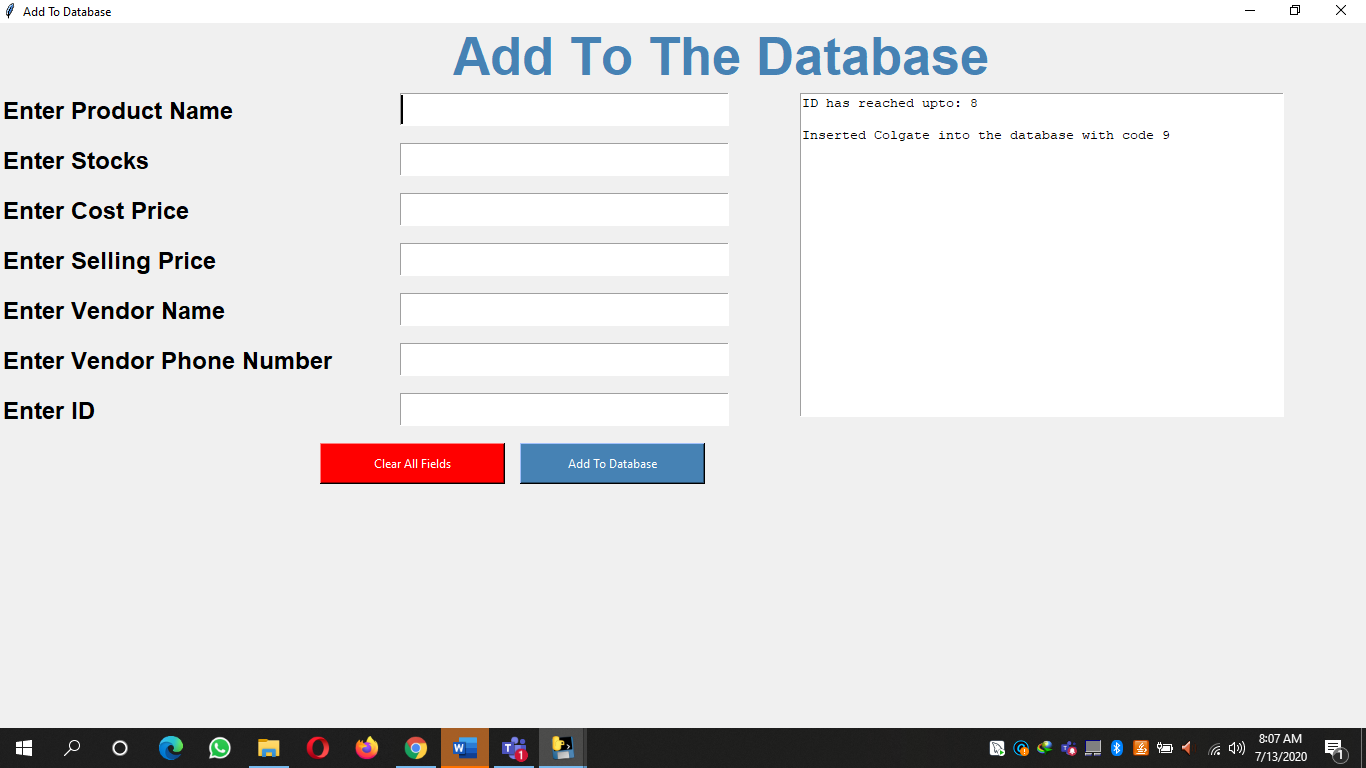 Add To Database
Add To The Database
Enter Product Name
Enter Stocks
Enter Cost Price
Enter Selling Price
Enter Vendor Name
Enter Vendor Phone Number
Enter ID
ID has reached upto: 8
Inserted Colgate into the database with code 9
Clear All Fields
Add To Database
W
T
1
8:07 AM
7/13/2020
1